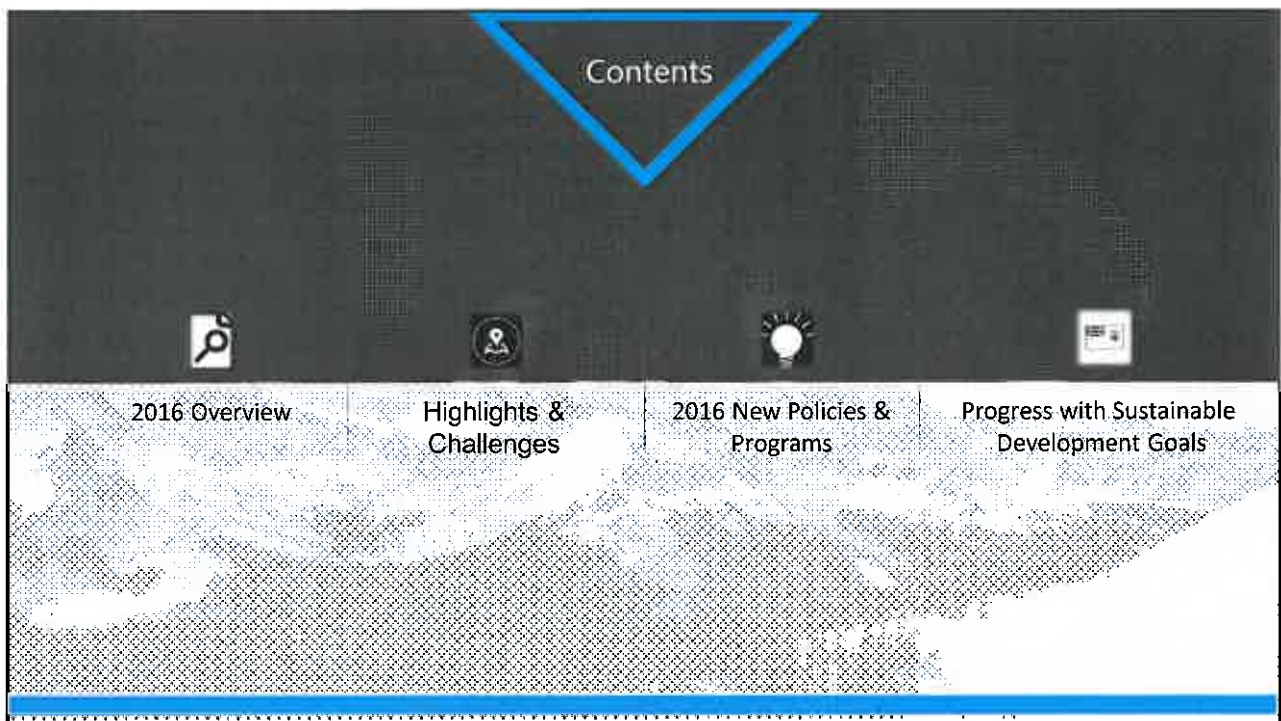 Contents
2016 Overview
Highlights &
Challenges
2016 New Policies &
Programs
Progress with Sustainable
Development Goals